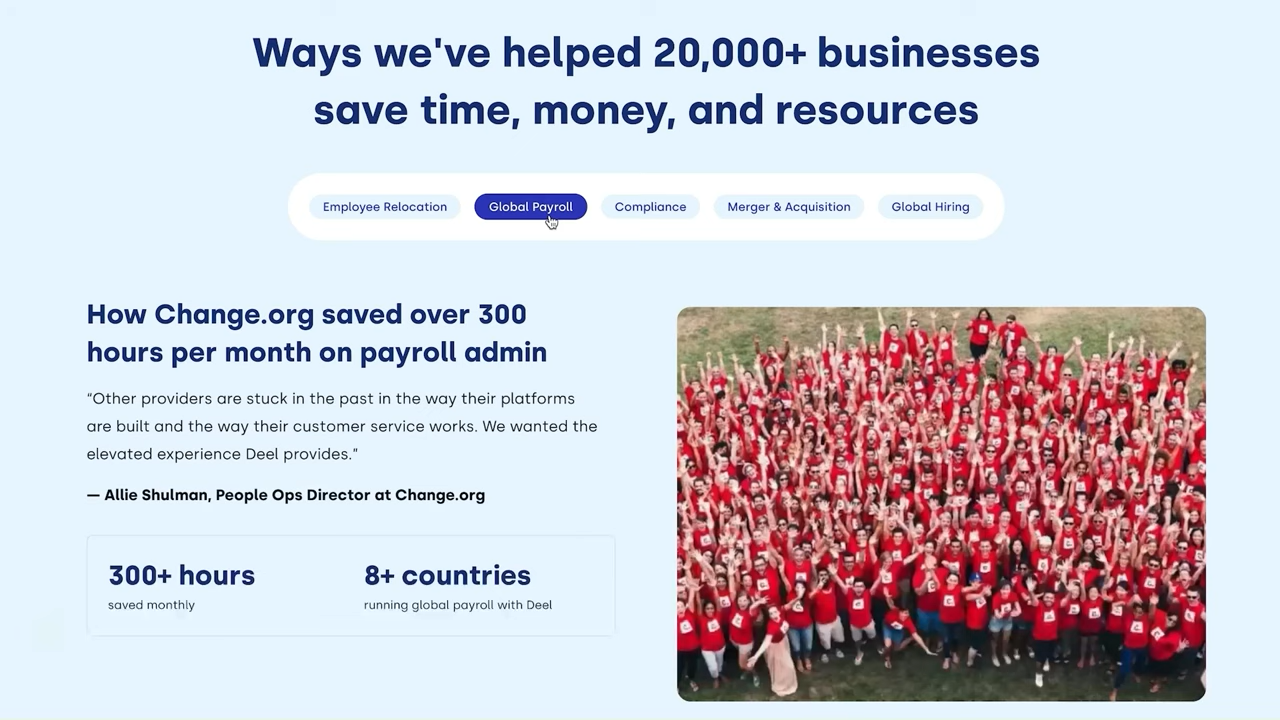 Ways we've helped 20,000+ businesses
save time, money, and resources
Employee Relocation
Global Payroll
Compliance
Merger & Acquisition
Global Hiring
How Change.org saved over 300
hours per month on payroll admin
“Other providers are stuck in the past in the way their platforms
are built and the way their customer service works. We wanted the
elevated experience Deel provides.”
— Allie Shulman, People Ops Director at Change.org
300+ hours
saved monthly
8+ countries
running global payroll with Deel